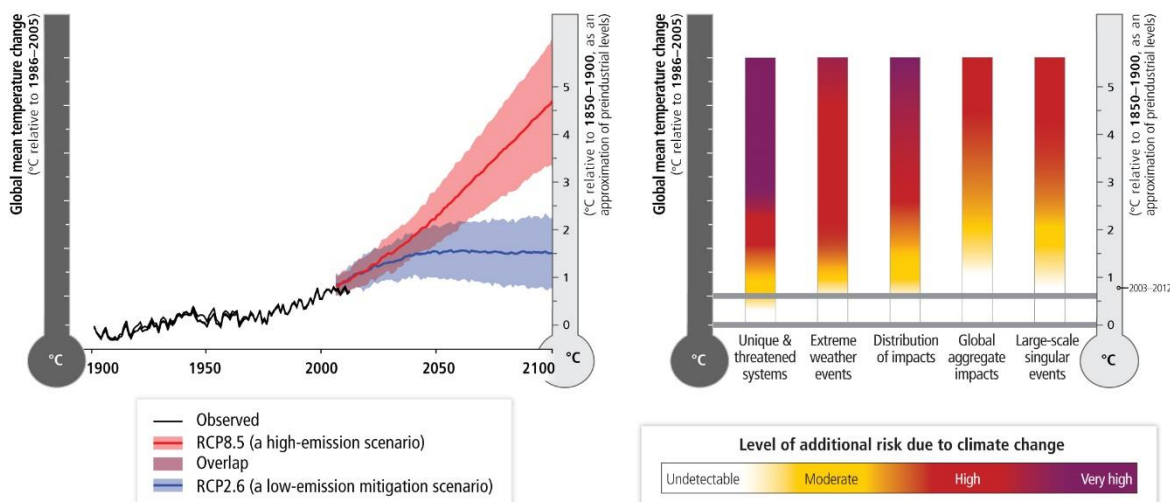 Global mean temperature change
(°C relative to 1986–2005)
°C
5
4
3
2
1
0
(°C relative to 1850–1900, as an
approximation of preindustrial levels)
°C
1900
1950
2000
2050
2100
Observed
RCP8.5 (a high-emission scenario)
Overlap
RCP2.6 (a low-emission mitigation scenario)
Global mean temperature change
(°C relative to 1986–2005)
°C
5
4
3
2
1
0
(°C relative to 1850–1900, as an
approximation of preindustrial levels)
2003–2012
°C
Unique &
threatened
systems
Extreme
weather
events
Distribution
of impacts
Global
aggregate
impacts
Large-scale
singular
events
Level of additional risk due to climate change
Undetectable
Moderate
High
Very high